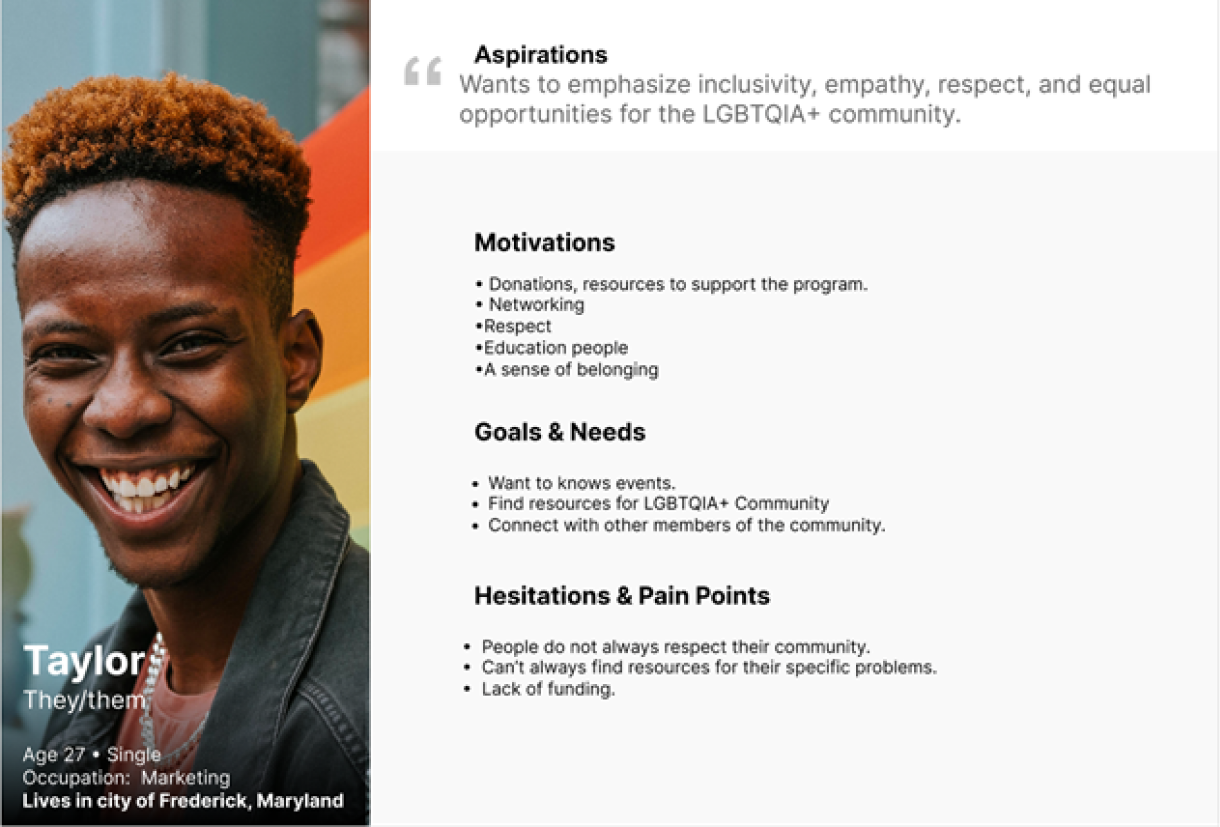 “
Aspirations
Wants to emphasize inclusivity, empathy, respect, and equal
opportunities for the LGBTQIA+ community.
Motivations
• Donations, resources to support the program.
• Networking
•Respect
•Education people
•A sense of belonging
Goals & Needs
• Want to knows events.
• Find resources for LGBTQIA+ Community
• Connect with other members of the community.
Hesitations & Pain Points
• People do not always respect their community.
• Can't always find resources for their specific problems.
• Lack of funding.
Taylor
They/them
Age 27 • Single
Occupation: Marketing
Lives in city of Frederick, Maryland